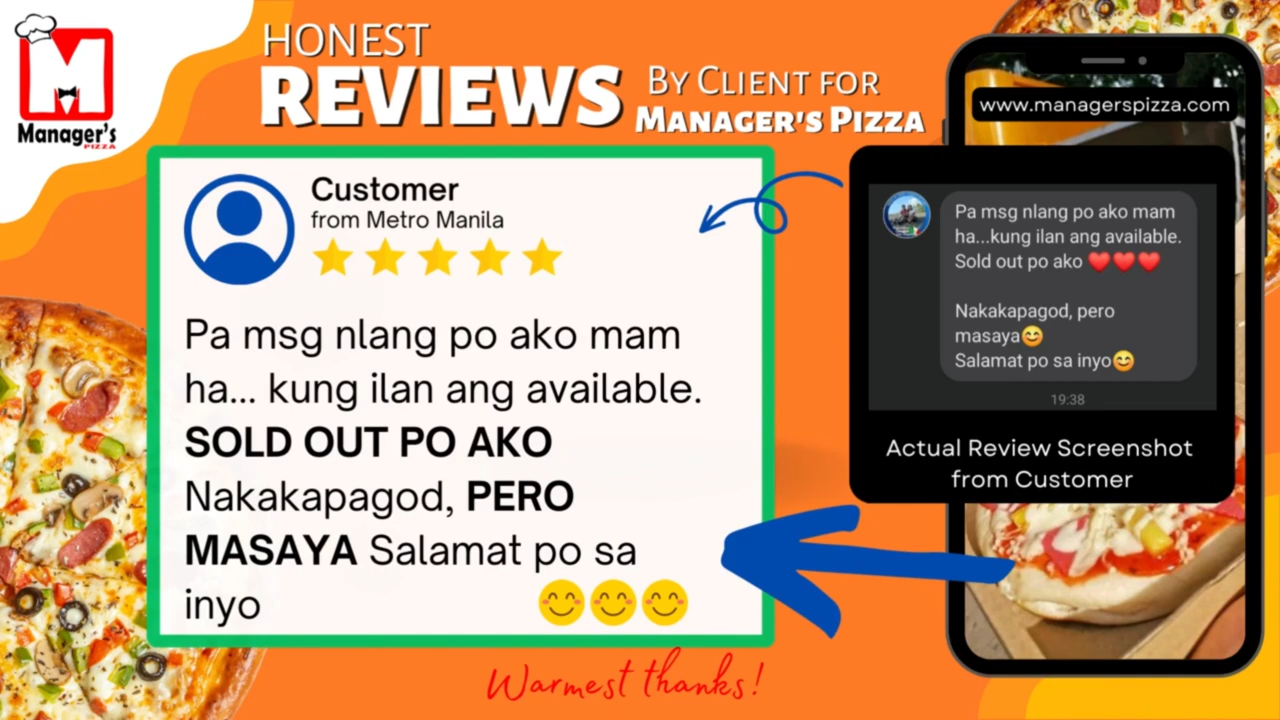 M
Manager's
PIZZA
HONEST
REVIEWS
BY CLIENT FOR
MANAGER'S PIZZA
www.managerspizza.com
Customer
from Metro Manila
Pa msg nlang po ako mam
ha... kung ilan ang available.
SOLD OUT PO AKO
Nakakapagod, PERO
MASAYA Salamat po sa
inyo 😊😊😊
Pa msg nlang po ako mam
ha...kung ilan ang available.
Sold out po ako ❤️❤️❤️
Nakakapagod, pero
masaya😊
Salamat po sa inyo😊
19:38
Actual Review Screenshot
from Customer
Warmest thanks!